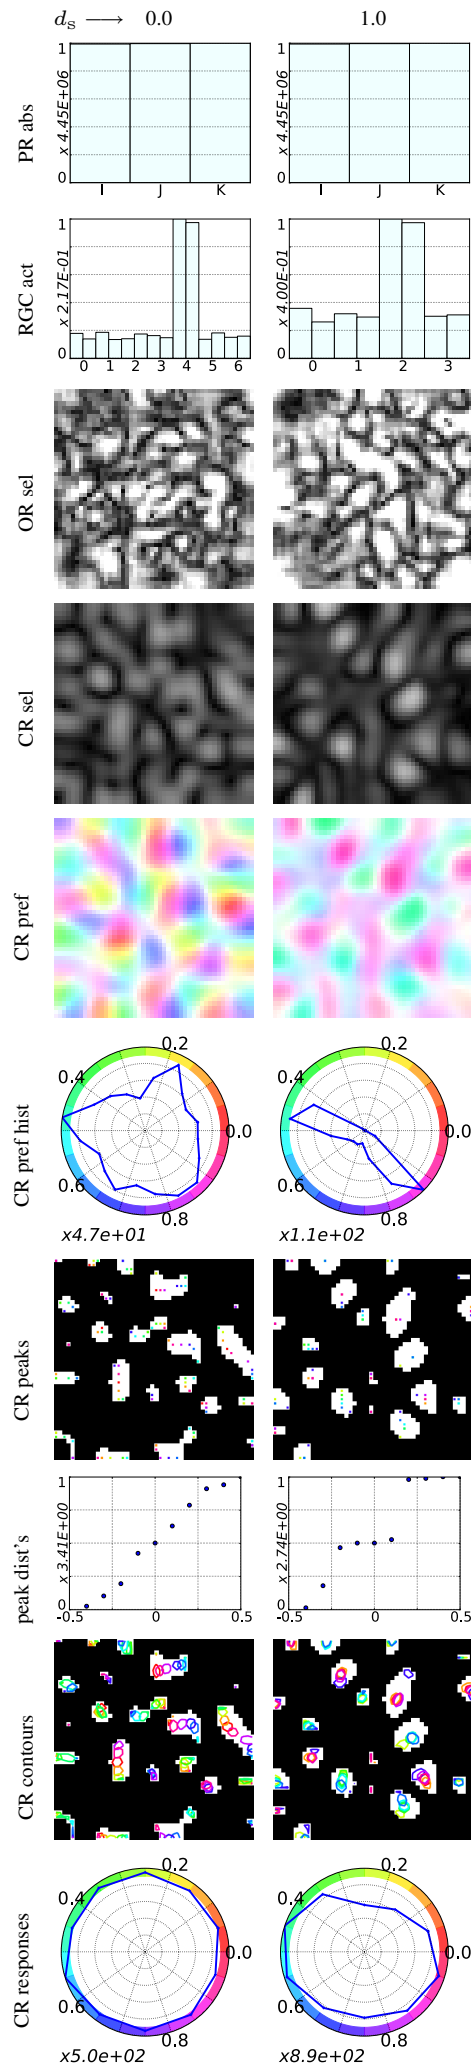 d_s → 0.0 1.0
PR abs
1 1
x 4.45E+06 x 4.45E+06
0 0
I J K I J K
RGC act
1 1
x 2.17E-01 x 4.00E-01
0 0
0 1 2 3 4 5 6 0 1 2 3
OR sel
CR sel
CR pref
CR pref hist
0.2 0.2
0.4 0.4
0.0 0.0
0.6 0.6
0.8 0.8
x4.7e+01 x1.1e+02
CR peaks
peak dist's
1 1
x 3.41E+00 x 2.74E+00
0 0
-0.5 0 0.5 -0.5 0 0.5
CR contours
CR responses
0.2 0.2
0.4 0.4
0.0 0.0
0.6 0.6
0.8 0.8
x5.0e+02 x8.9e+02